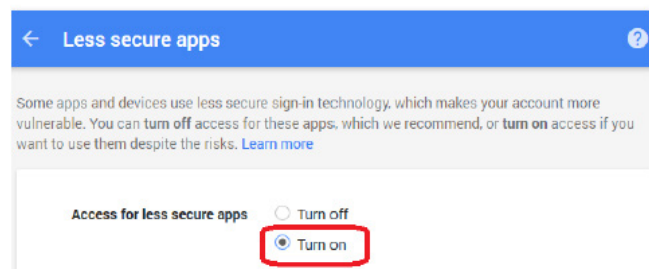 Less secure apps
Some apps and devices use less secure sign-in technology, which makes your account more
vulnerable. You can turn off access for these apps, which we recommend, or turn on access if you
want to use them despite the risks. Learn more
Access for less secure apps
Turn off
Turn on